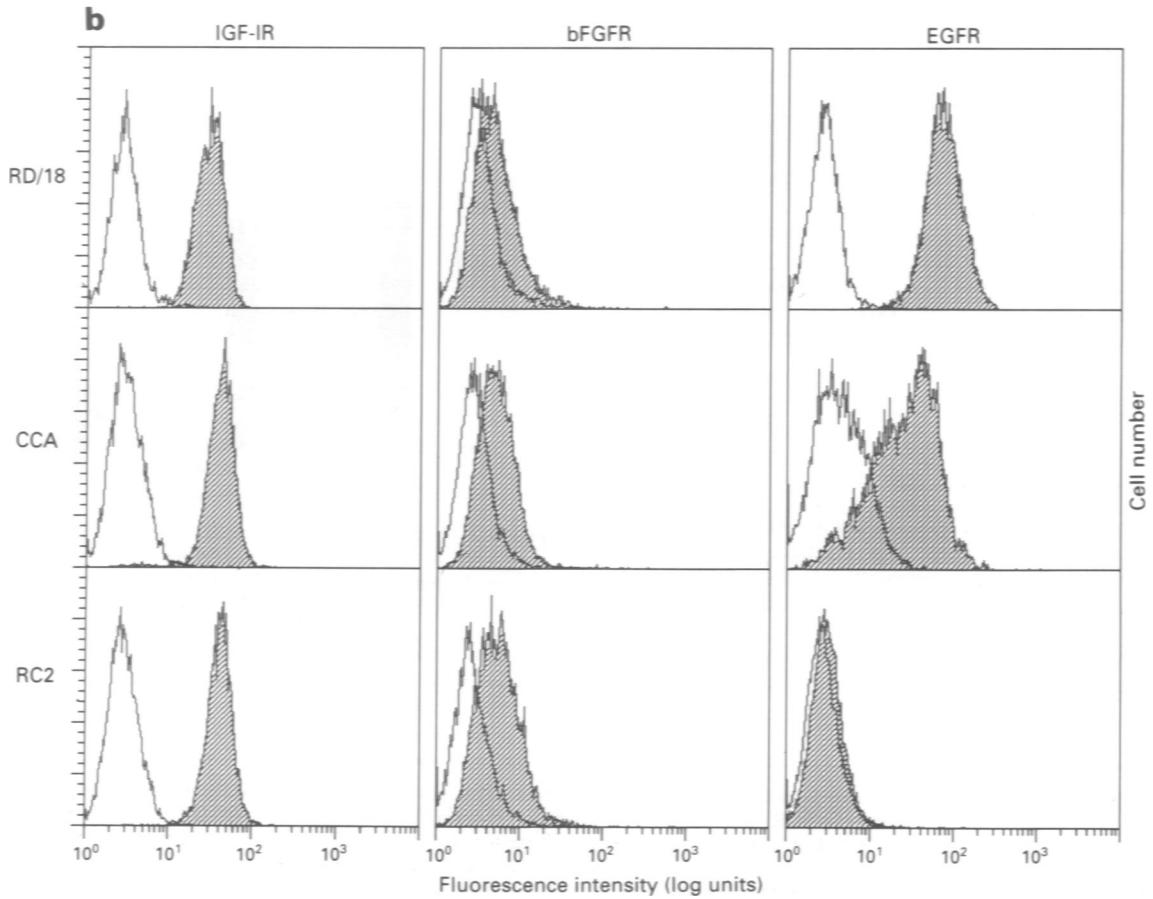 b
IGF-IR bFGFR EGFR
RD/18
CCA
RC2
Cell number
10⁰ 10¹ 10² 10³ 10⁰ 10¹ 10² 10³ 10⁰ 10¹ 10² 10³
Fluorescence intensity (log units)